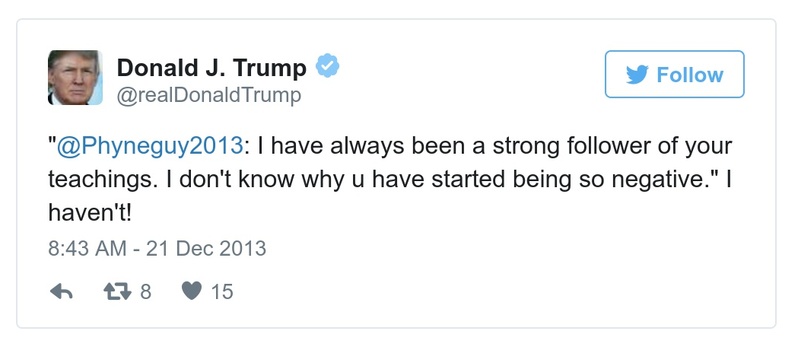 Donald J. Trump
@realDonaldTrump
Follow
"@Phyneguy2013: I have always been a strong follower of your
teachings. I don't know why u have started being so negative." I
haven't!
8:43 AM - 21 Dec 2013
8 15